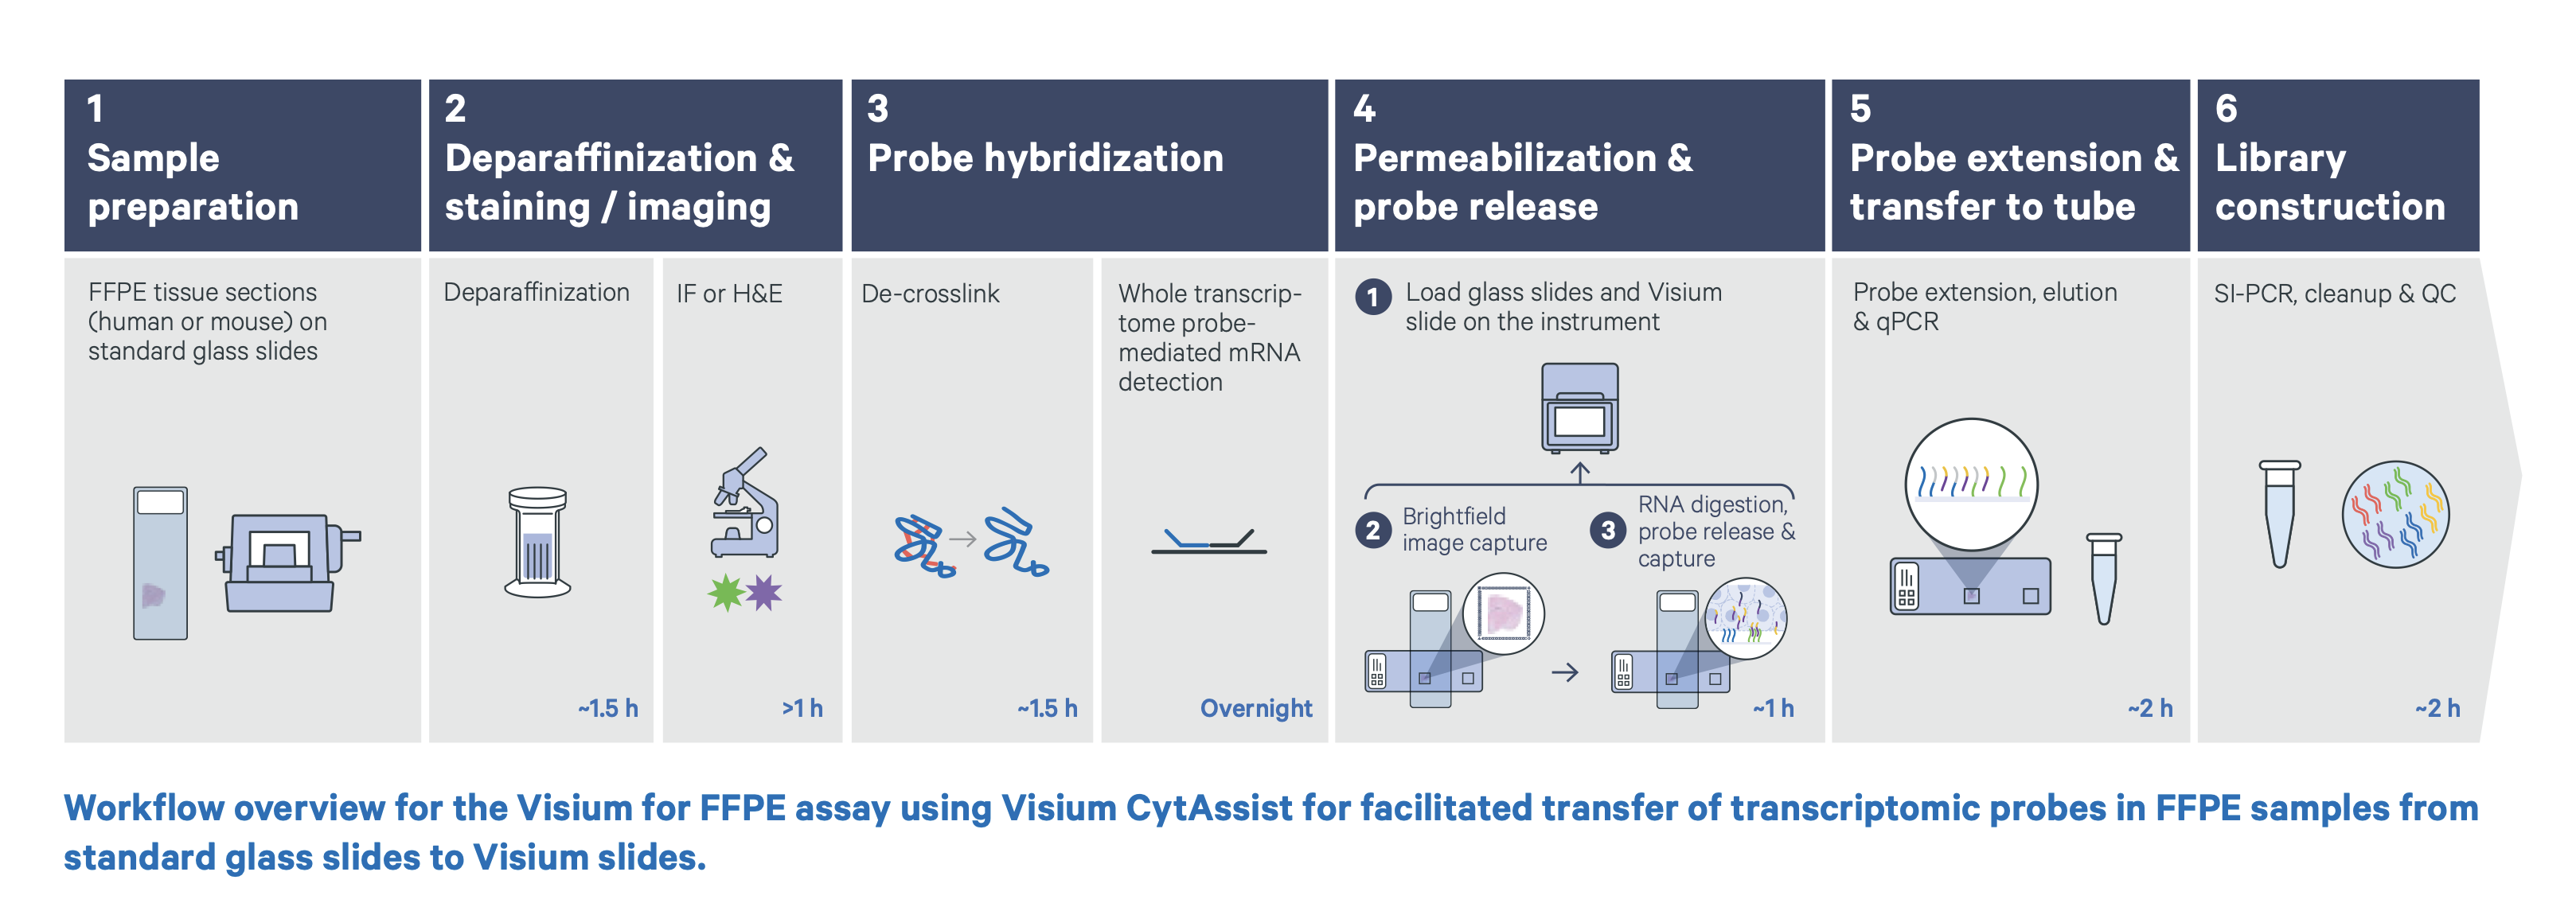 1
Sample
preparation
FFPE tissue sections
(human or mouse) on
standard glass slides
2
Deparaffinization &
staining / imaging
Deparaffinization
~1.5 h
IF or H&E
>1 h
3
Probe hybridization
De-crosslink
~1.5 h
Whole transcrip-
tome probe-
mediated mRNA
detection
Overnight
4
Permeabilization &
probe release
1
Load glass slides and Visium
slide on the instrument
2
Brightfield
image capture
3
RNA digestion,
probe release &
capture
~1 h
5
Probe extension &
transfer to tube
Probe extension, elution
& qPCR
~2 h
6
Library
construction
SI-PCR, cleanup & QC
~2 h
Workflow overview for the Visium for FFPE assay using Visium CytAssist for facilitated transfer of transcriptomic probes in FFPE samples from
standard glass slides to Visium slides.